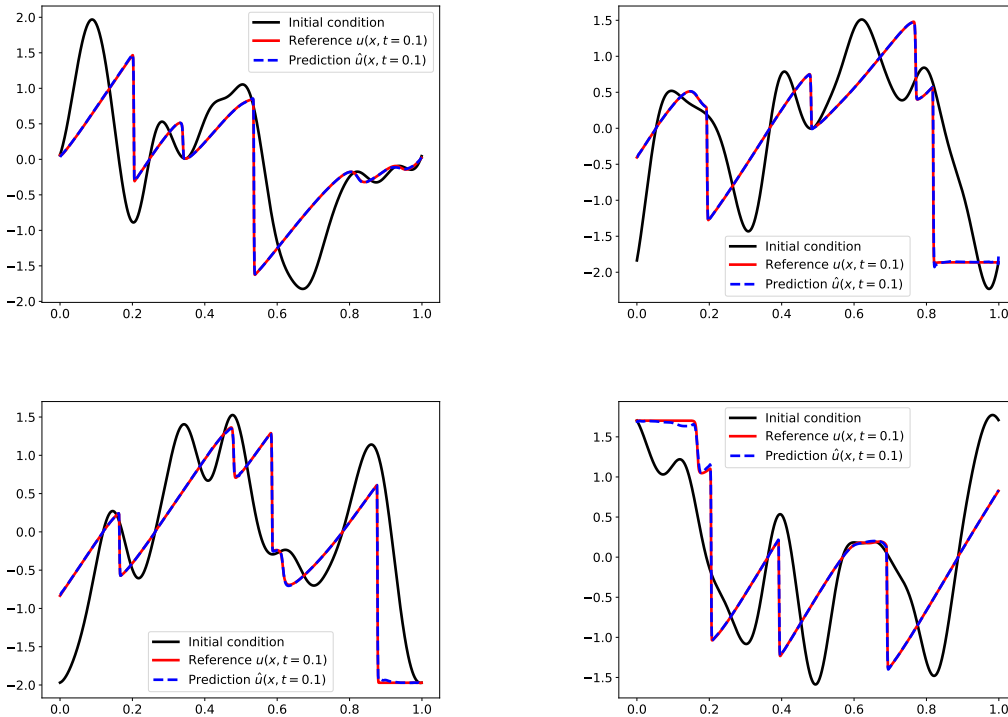 2.0
1.5
1.0
0.5
0.0
−0.5
−1.0
−1.5
−2.0
0.0 0.2 0.4 0.6 0.8 1.0
Initial condition
Reference u(x, t = 0.1)
Prediction û(x, t = 0.1)
1.5
1.0
0.5
0.0
−0.5
−1.0
−1.5
−2.0
0.0 0.2 0.4 0.6 0.8 1.0
Initial condition
Reference u(x, t = 0.1)
Prediction û(x, t = 0.1)
1.5
1.0
0.5
0.0
−0.5
−1.0
−1.5
−2.0
0.0 0.2 0.4 0.6 0.8 1.0
Initial condition
Reference u(x, t = 0.1)
Prediction û(x, t = 0.1)
1.5
1.0
0.5
0.0
−0.5
−1.0
−1.5
0.0 0.2 0.4 0.6 0.8 1.0
Initial condition
Reference u(x, t = 0.1)
Prediction û(x, t = 0.1)